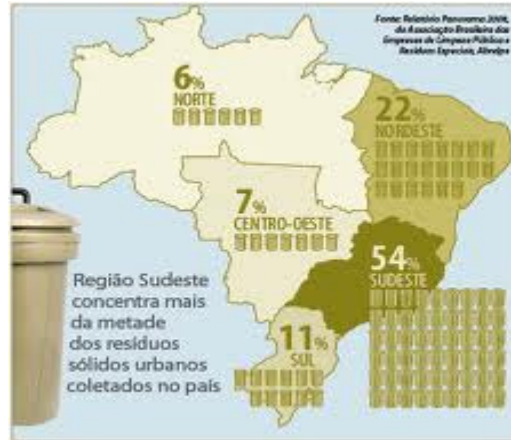 Fonte: Relatório Panorama 2008,
da Associação Brasileira das
Empresas de Limpeza Pública e
Resíduos Especiais, Abrelpe
6%
NORTE
22%
NORDESTE
7%
CENTRO-OESTE
54%
SUDESTE
Região Sudeste
concentra mais
da metade
dos resíduos
sólidos urbanos
coletados no país
11%
SUL